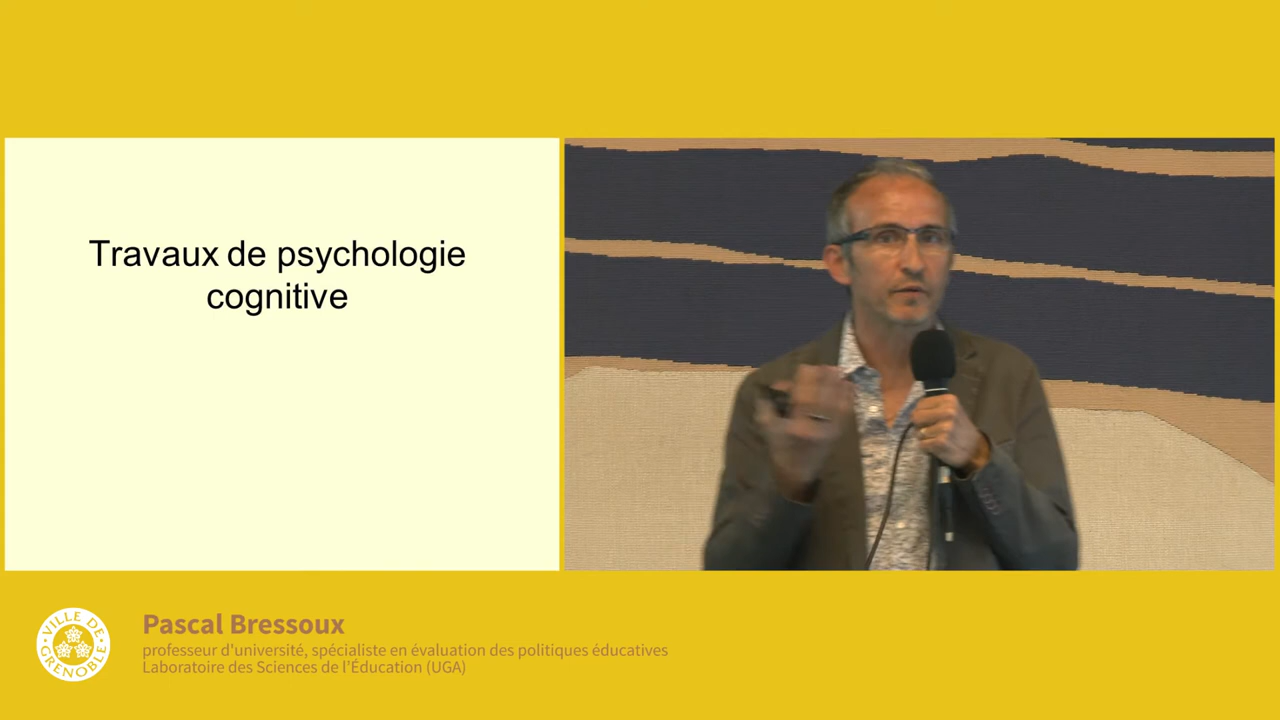 Travaux de psychologie
cognitive
VILLE DE
GRENOBLE
Pascal Bressoux
professeur d'université, spécialiste en évaluation des politiques éducatives
Laboratoire des Sciences de l'Éducation (UGA)